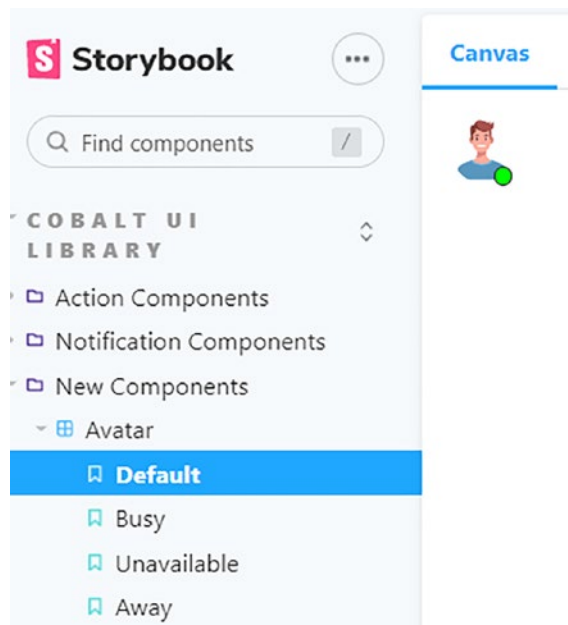 S Storybook
Canvas
Find components /
COBALT UI
LIBRARY
Action Components
Notification Components
New Components
Avatar
Default
Busy
Unavailable
Away